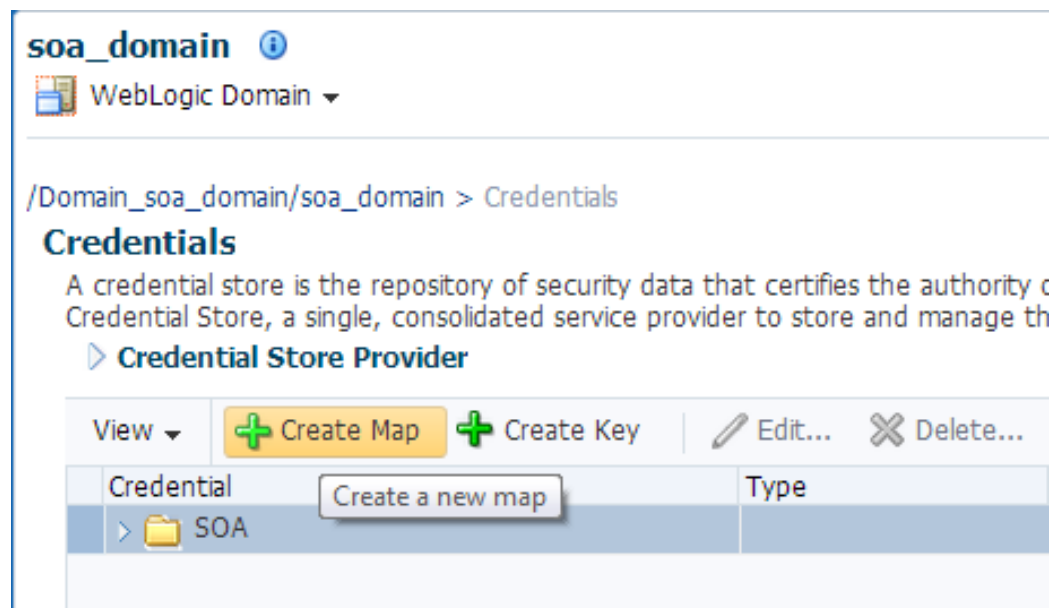 soa_domain
WebLogic Domain
/Domain_soa_domain/soa_domain > Credentials
Credentials
A credential store is the repository of security data that certifies the authority
Credential Store, a single, consolidated service provider to store and manage
Credential Store Provider
View Create Map Create Key Edit... Delete...
Credential Type
Create a new map
SOA